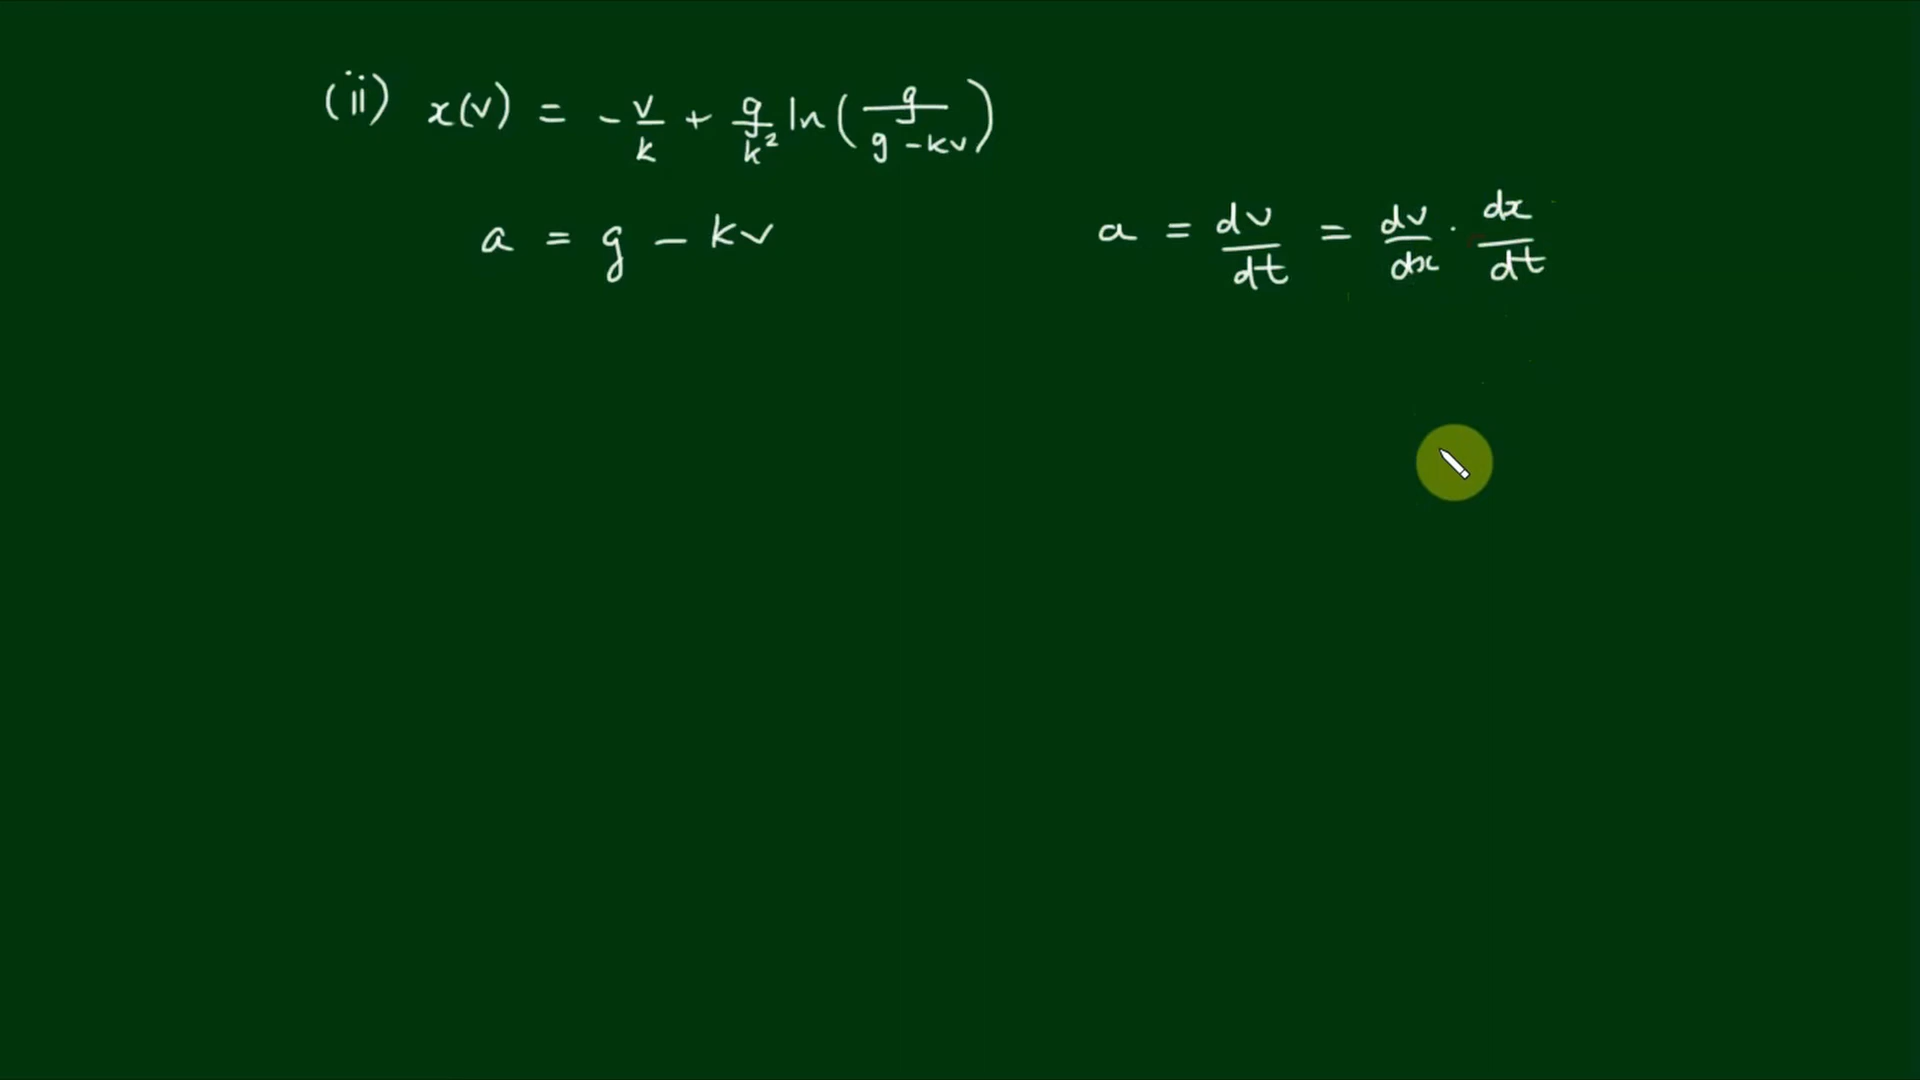 (ii) x(v) = -v/k + g/k² ln(g/(g-kv))
a = g - kv
a = dv/dt = dv/dx · dx/dt